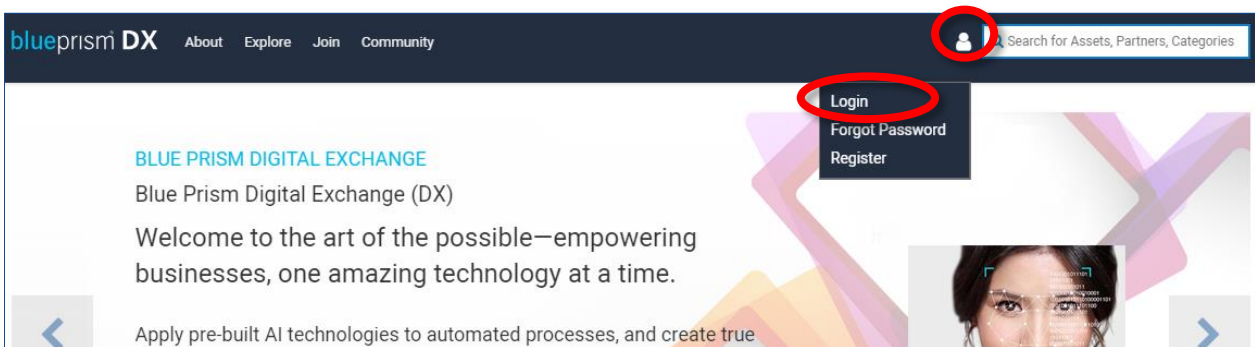 blueprism DX About Explore Join Community Search for Assets, Partners, Categories
Login
Forgot Password
Register
BLUE PRISM DIGITAL EXCHANGE
Blue Prism Digital Exchange (DX)
Welcome to the art of the possible—empowering
businesses, one amazing technology at a time.
Apply pre-built AI technologies to automated processes, and create true